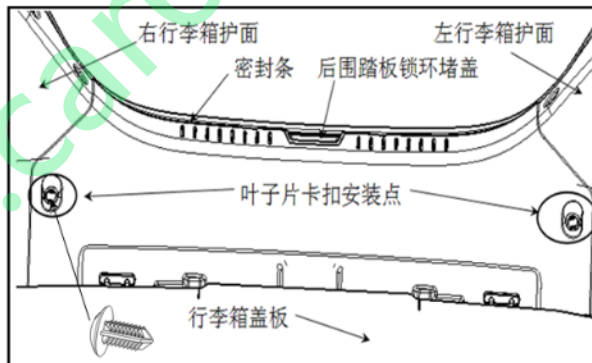 右行李箱护面
左行李箱护面
密封条
后围踏板锁环堵盖
叶子片卡扣安装点
行李箱盖板